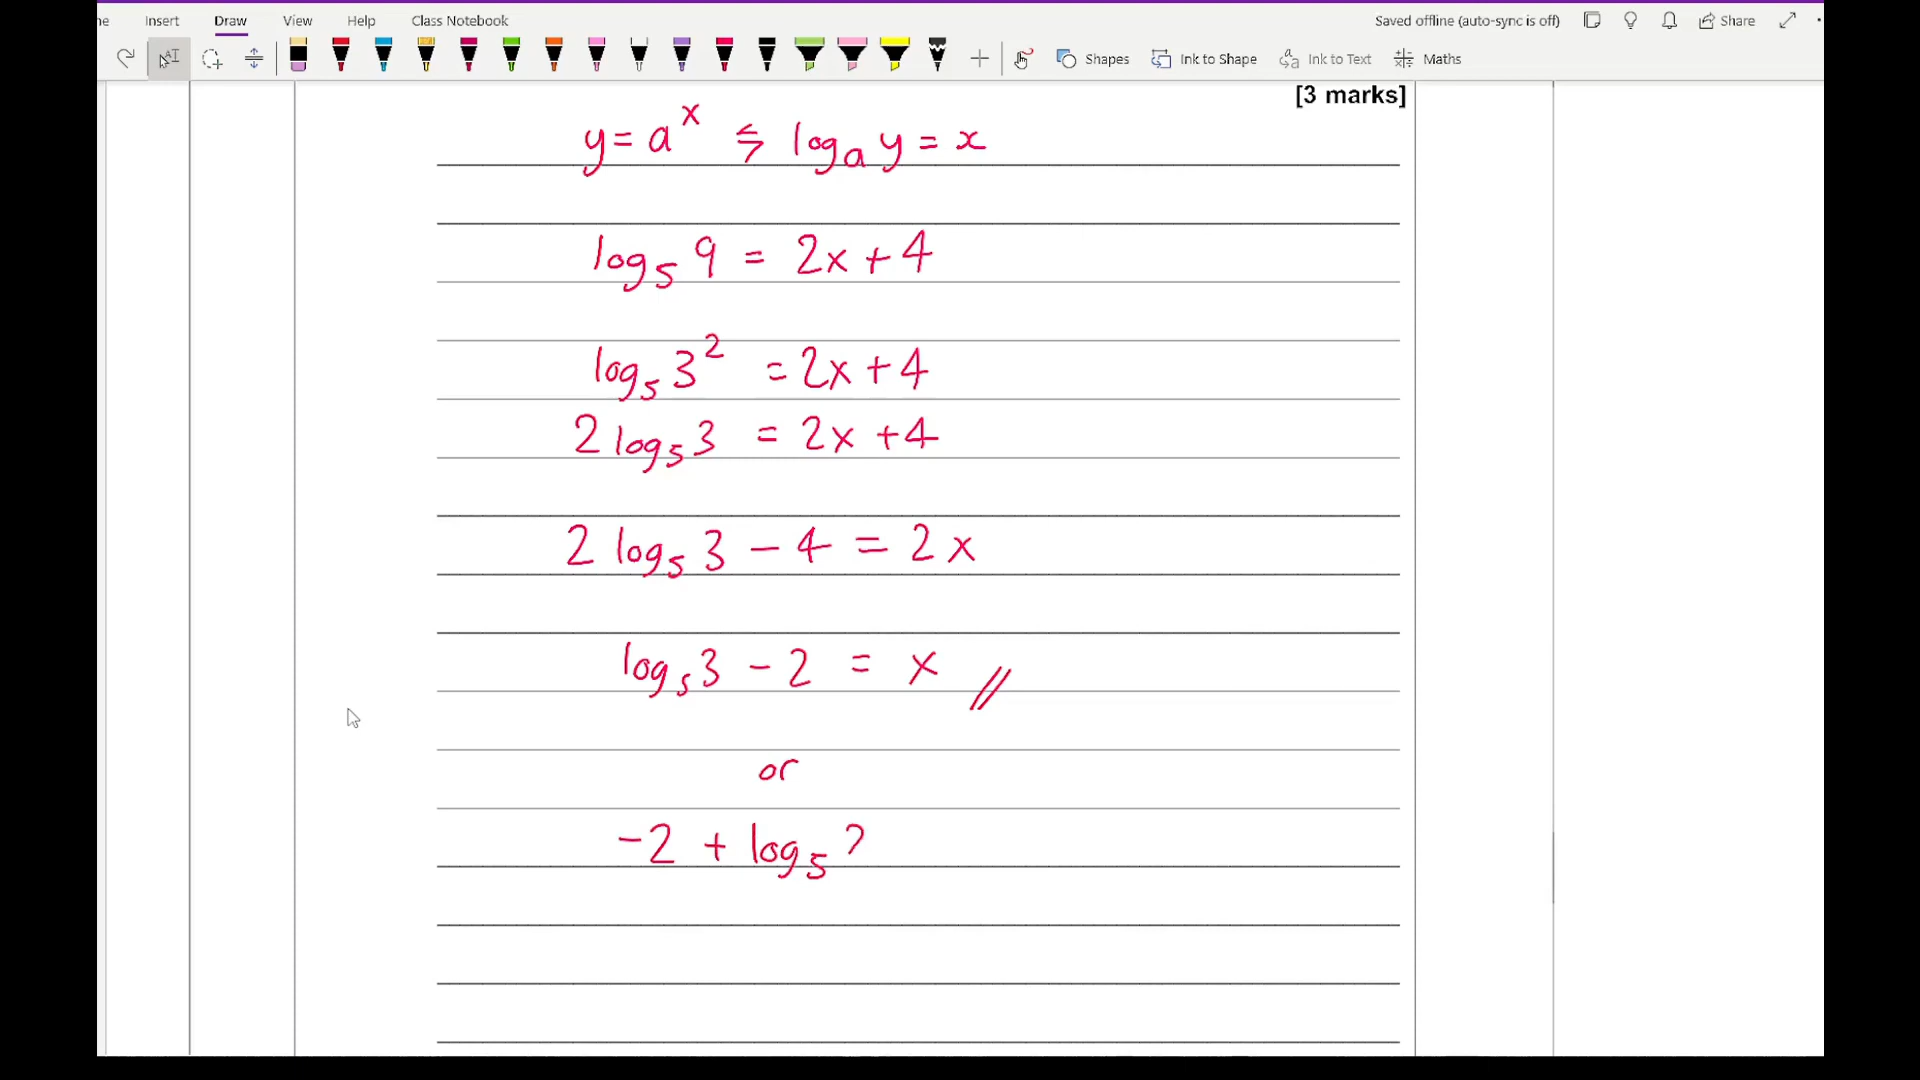 Insert Draw View Help Class Notebook Saved offline (auto-sync is off) Share
Shapes Ink to Shape Ink to Text Maths
[3 marks]
y = a^x ⇆ log_a y = x
log_5 9 = 2x + 4
log_5 3^2 = 2x + 4
2 log_5 3 = 2x + 4
2 log_5 3 - 4 = 2x
log_5 3 - 2 = x //
or
-2 + log_5